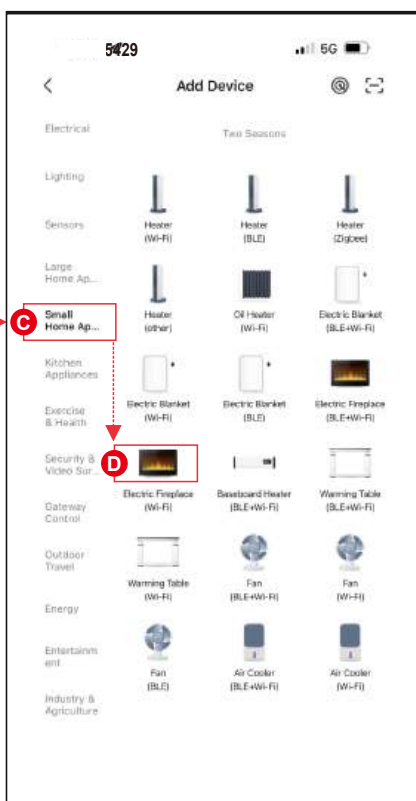 5G
Add Device
Electrical
Lighting
Sensors
Large
Home Ap...
Small
Home Ap...
Kitchen
Appliances
Exercise
& Health
Security &
Video Sur...
Gateway
Control
Outdoor
Travel
Energy
Entertainm
ent
Industry &
Agriculture
C
D
Two Seasons
Heater
(Wi-Fi)
Heater
(BLE)
Heater
(Zigbee)
Heater
(other)
Oil Heater
(Wi-Fi)
Electric Blanket
(BLE+Wi-Fi)
Electric Blanket
(Wi-Fi)
Electric Blanket
(BLE)
Electric Fireplace
(BLE+Wi-Fi)
Electric Fireplace
(Wi-Fi)
Baseboard Heater
(BLE+Wi-Fi)
Warming Table
(BLE+Wi-Fi)
Warming Table
(Wi-Fi)
Fan
(BLE+Wi-Fi)
Fan
(Wi-Fi)
Fan
(BLE)
Air Cooler
(BLE+Wi-Fi)
Air Cooler
(Wi-Fi)